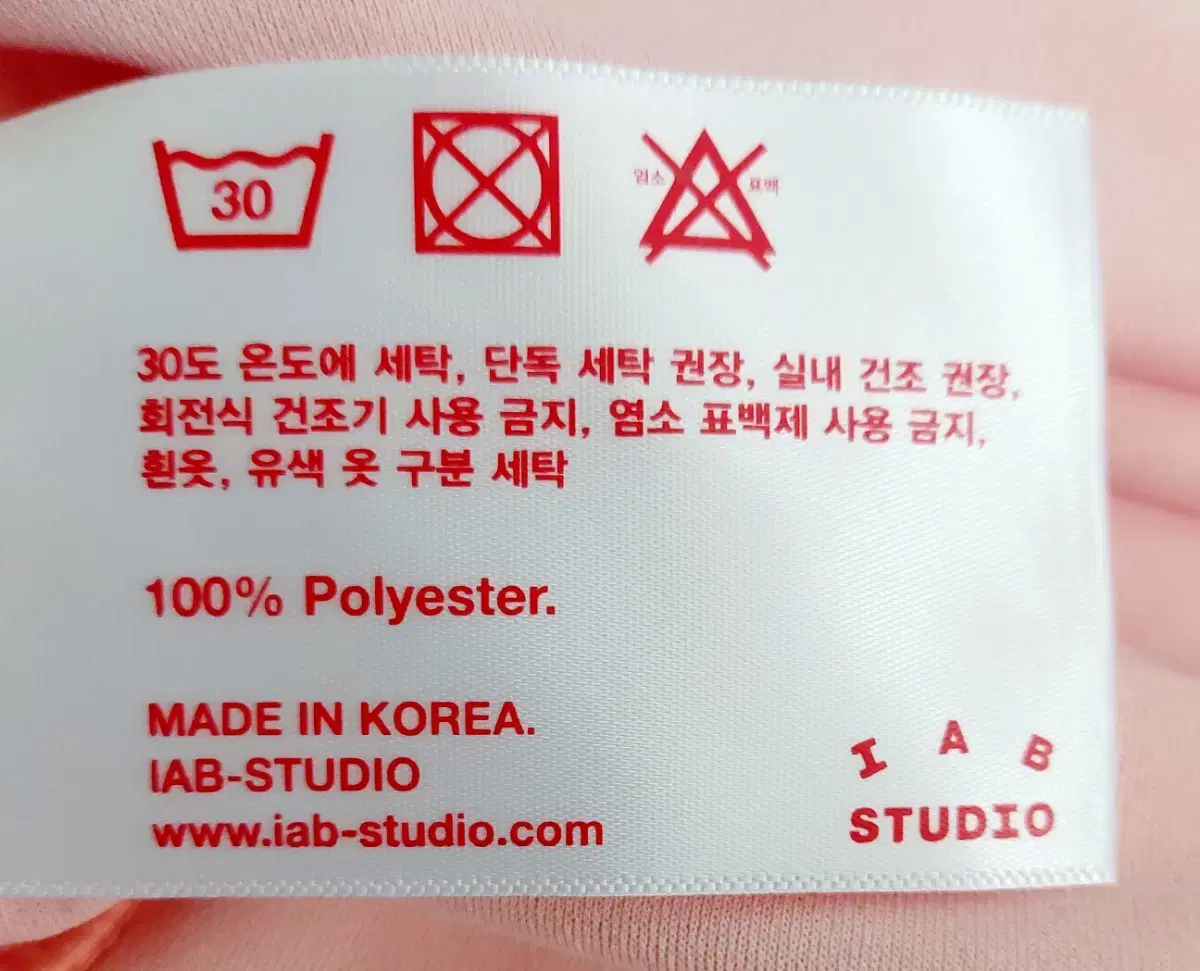 30
염소 표백
30도 온도에 세탁, 단독 세탁 권장, 실내 건조 권장,
회전식 건조기 사용 금지, 염소 표백제 사용 금지,
흰옷, 유색 옷 구분 세탁
100% Polyester.
MADE IN KOREA.
IAB-STUDIO
www.iab-studio.com
I A B
STUDIO